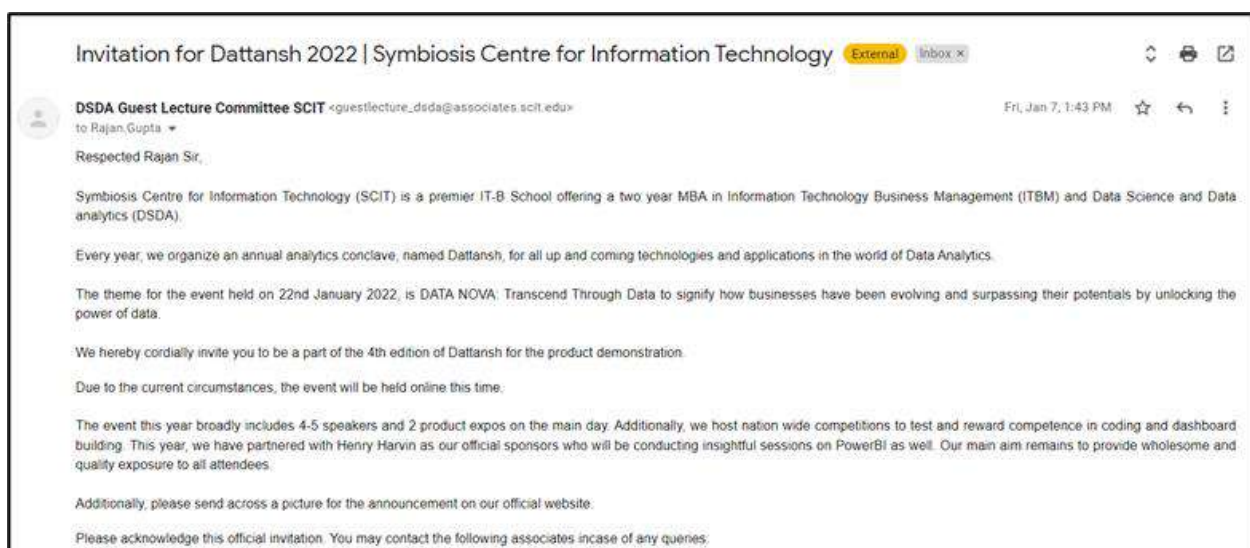 Invitation for Dattansh 2022 | Symbiosis Centre for Information Technology External Inbox ×
DSDA Guest Lecture Committee SCIT <guestlecture_dsda@associates.scit.edu> Fri, Jan 7, 1:43 PM
to Rajan.Gupta
Respected Rajan Sir,
Symbiosis Centre for Information Technology (SCIT) is a premier IT-B School offering a two year MBA in Information Technology Business Management (ITBM) and Data Science and Data
analytics (DSDA).
Every year, we organize an annual analytics conclave, named Dattansh, for all up and coming technologies and applications in the world of Data Analytics.
The theme for the event held on 22nd January 2022, is DATA NOVA: Transcend Through Data to signify how businesses have been evolving and surpassing their potentials by unlocking the
power of data.
We hereby cordially invite you to be a part of the 4th edition of Dattansh for the product demonstration.
Due to the current circumstances, the event will be held online this time.
The event this year broadly includes 4-5 speakers and 2 product expos on the main day. Additionally, we host nation wide competitions to test and reward competence in coding and dashboard
building. This year, we have partnered with Henry Harvin as our official sponsors who will be conducting insightful sessions on PowerBI as well. Our main aim remains to provide wholesome and
quality exposure to all attendees.
Additionally, please send across a picture for the announcement on our official website.
Please acknowledge this official invitation. You may contact the following associates incase of any queries: